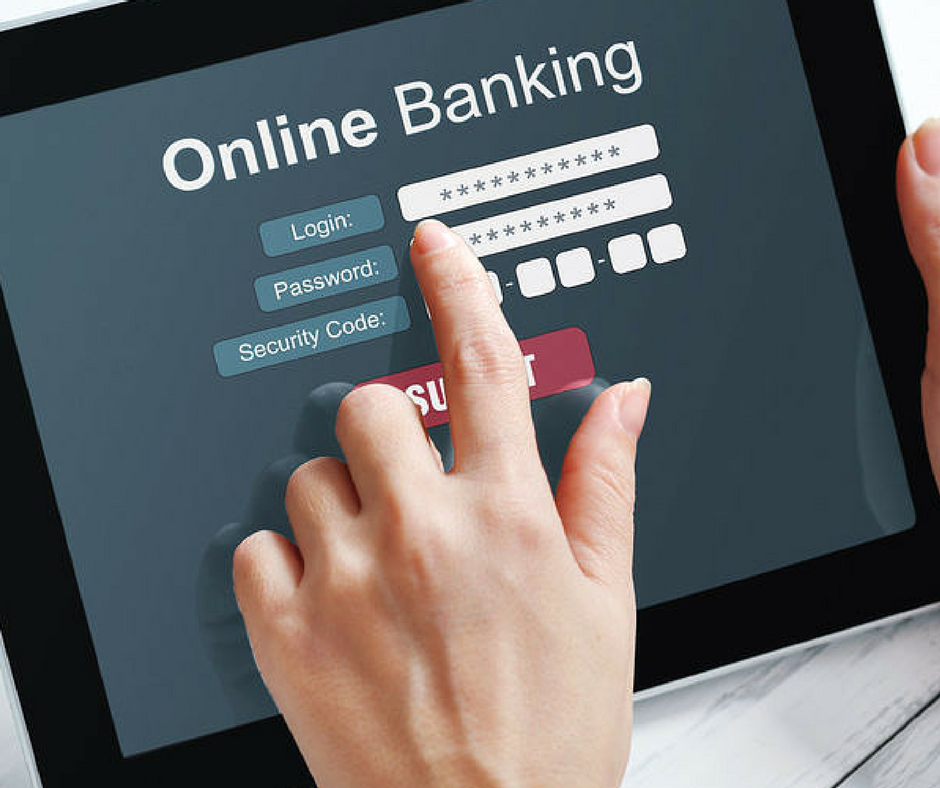 Online Banking
Login: ***********
Password: *********
Security Code: - -